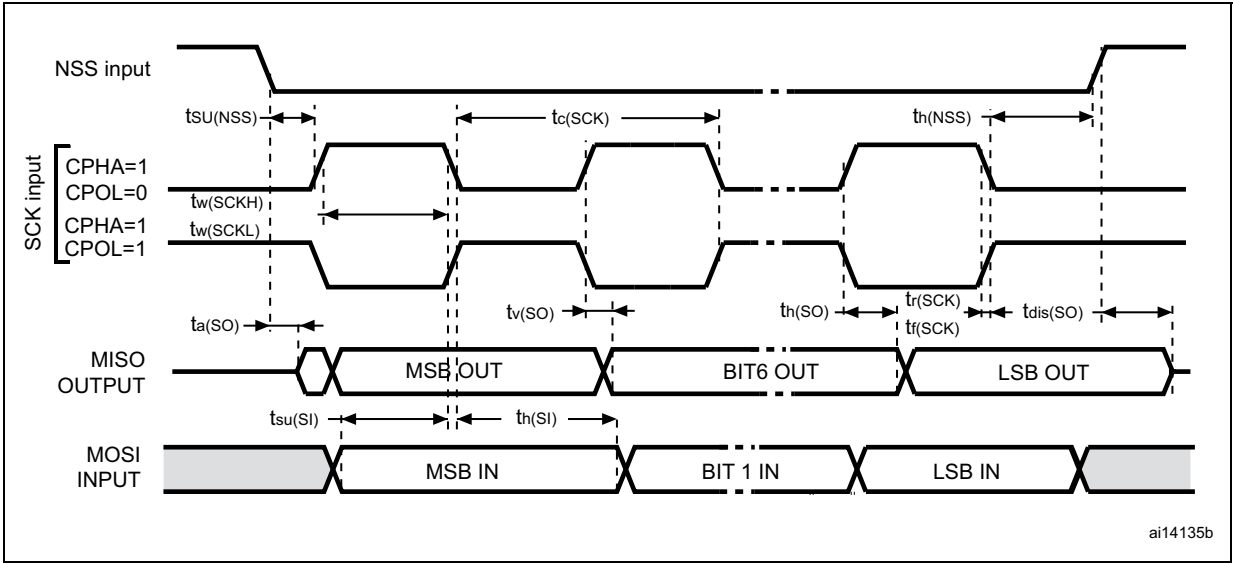 NSS input
tSU(NSS)
tc(SCK)
th(NSS)
SCK input
CPHA=1
CPOL=0
tw(SCKH)
CPHA=1
tw(SCKL)
CPOL=1
ta(SO)
tv(SO)
th(SO)
tr(SCK)
tf(SCK)
tdis(SO)
MISO
OUTPUT
MSB OUT
BIT6 OUT
LSB OUT
tsu(SI)
th(SI)
MOSI
INPUT
MSB IN
BIT 1 IN
LSB IN
ai14135b